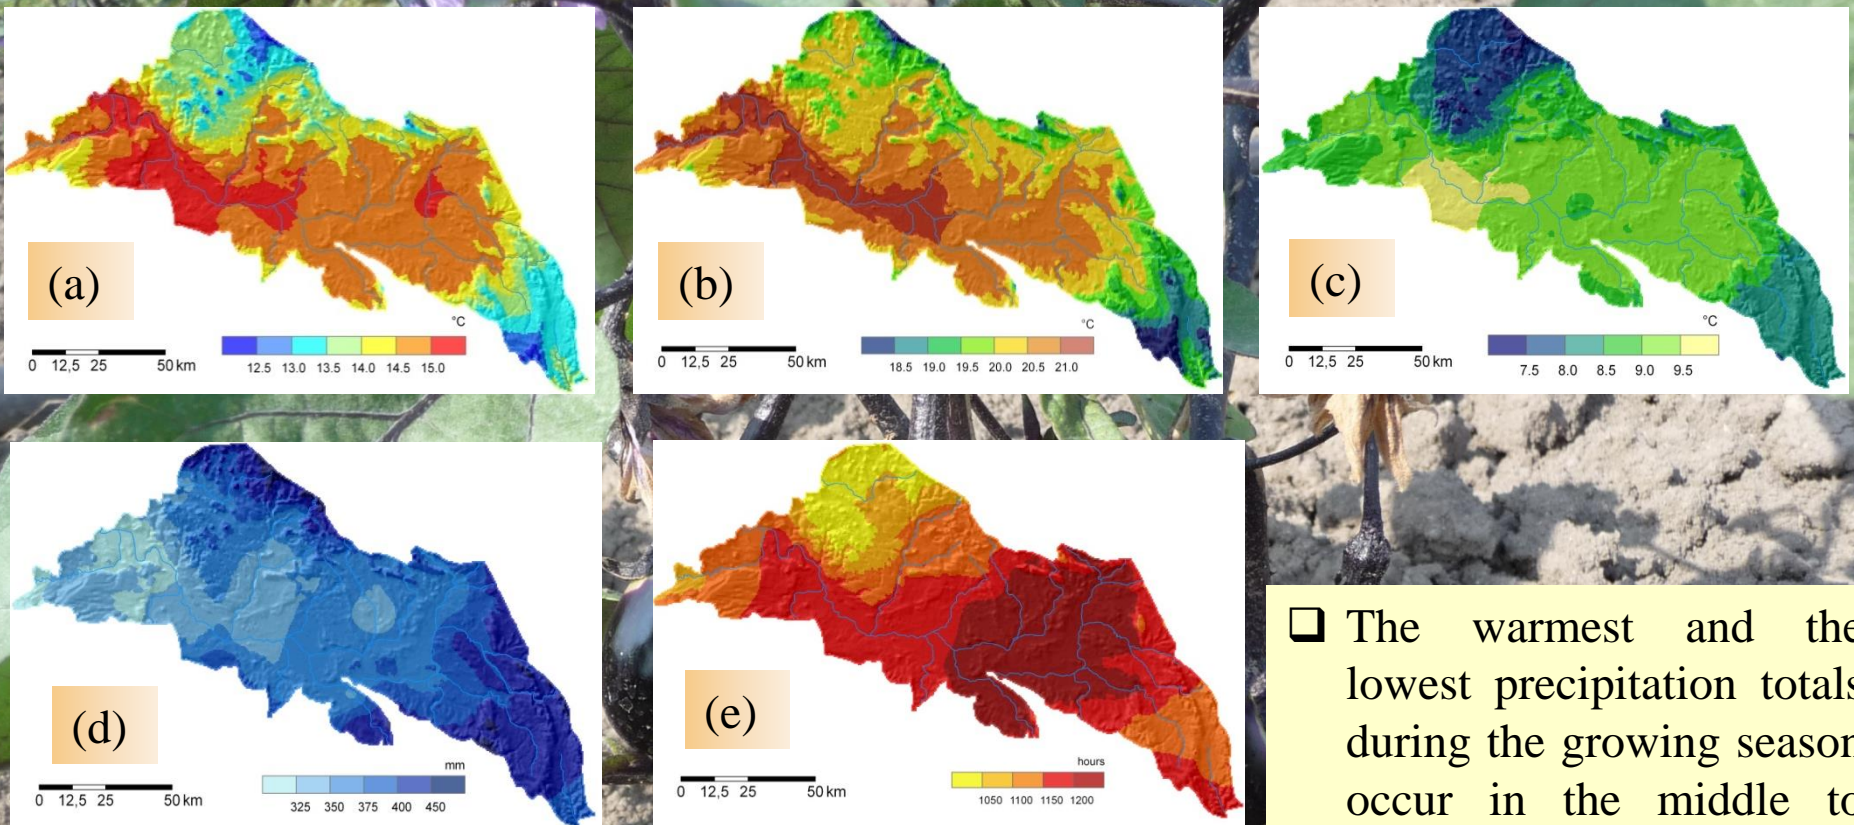 (a)
°C
0 12,5 25 50 km
12.5 13.0 13.5 14.0 14.5 15.0
(b)
°C
0 12,5 25 50 km
18.5 19.0 19.5 20.0 20.5 21.0
(c)
°C
0 12,5 25 50 km
7.5 8.0 8.5 9.0 9.5
(d)
mm
0 12,5 25 50 km
325 350 375 400 450
(e)
hours
0 12,5 25 50 km
1050 1100 1150 1200
❑ The warmest and the
lowest precipitation totals
during the growing season
occur in the middle to